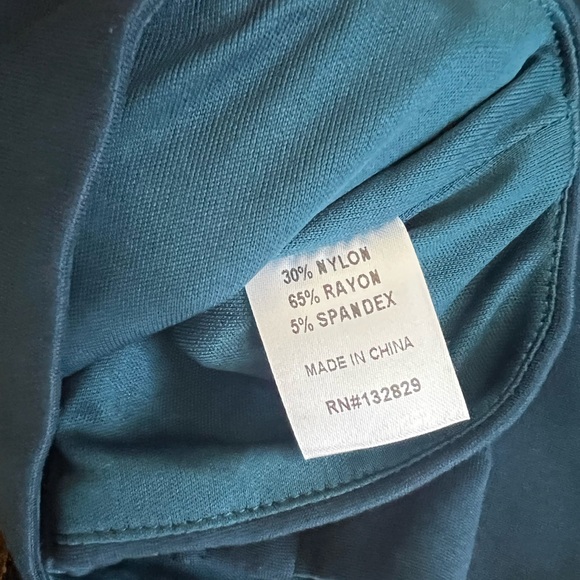 30% NYLON
65% RAYON
5% SPANDEX
MADE IN CHINA
RN#132829